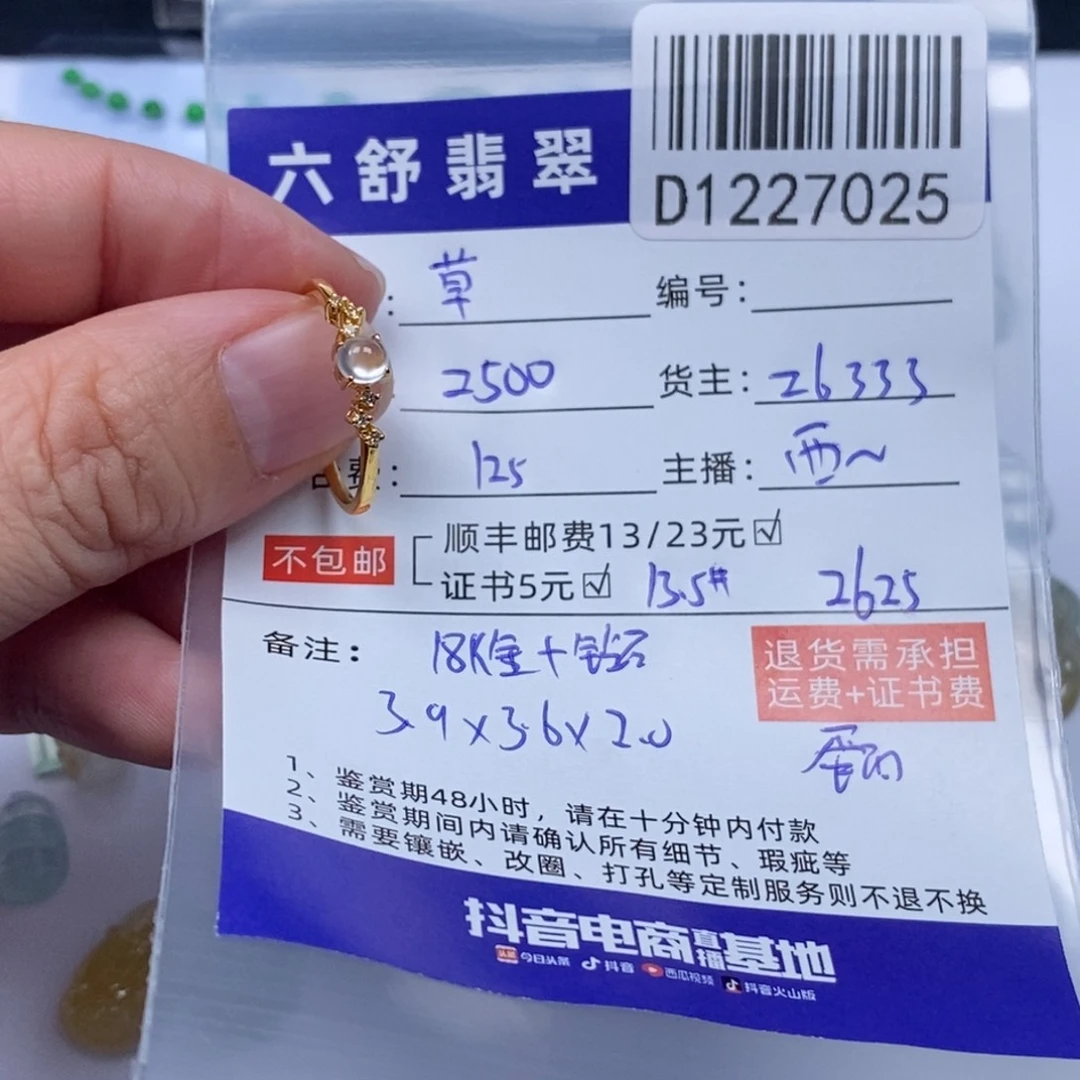 六舒翡翠
D1227025
: 草 编号:
2500 货主: 26333
: 125 主播: 西~
不包邮
顺丰邮费13/23元☑
证书5元☑ 13.5# 2625
备注: 18K金+钻石
退货需承担
运费+证书费
3.9x3.6x2.0
1、鉴赏期48小时，请在十分钟内付款
2、鉴赏期间内请确认所有细节、瑕疵等
3、需要镶嵌、改圈、打孔等定制服务则不退不换
抖音电商直播基地
头条 今日头条 抖音 西瓜视频 抖音火山版